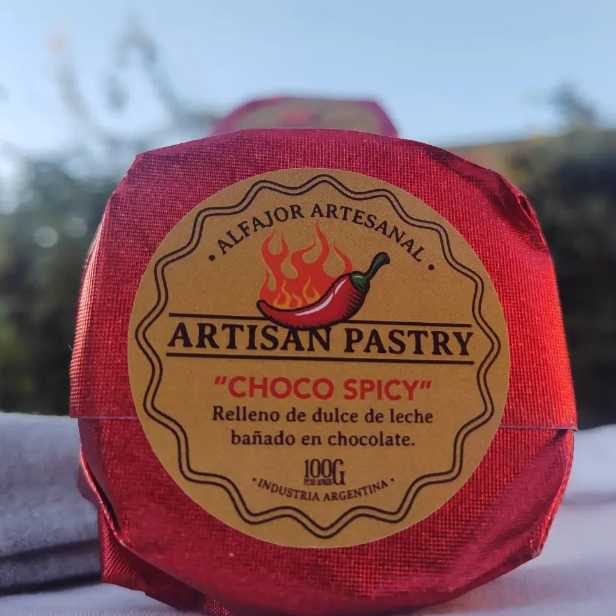 • ALFAJOR ARTESANAL •
ARTISAN PASTRY
"CHOCO SPICY"
Relleno de dulce de leche
bañado en chocolate.
100G
• INDUSTRIA ARGENTINA •